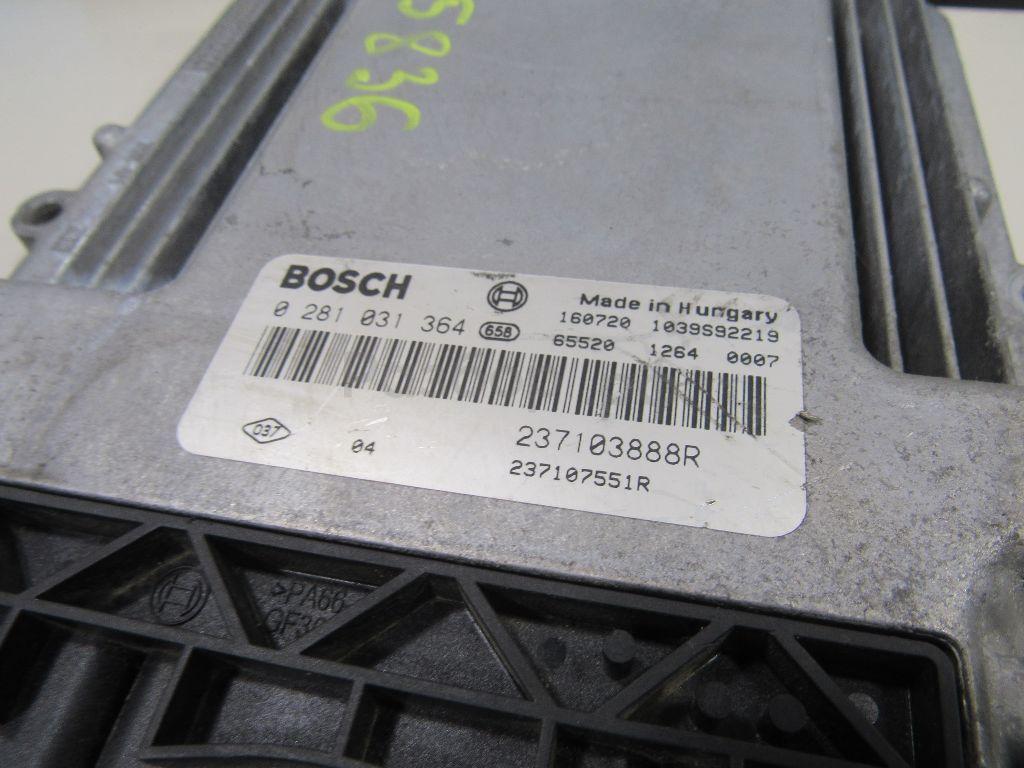 5836
BOSCH
Made in Hungary
0 281 031 364 658
160720 1039S92219
65520 1264 0007
037
04
237103888R
237107551R
>PA66